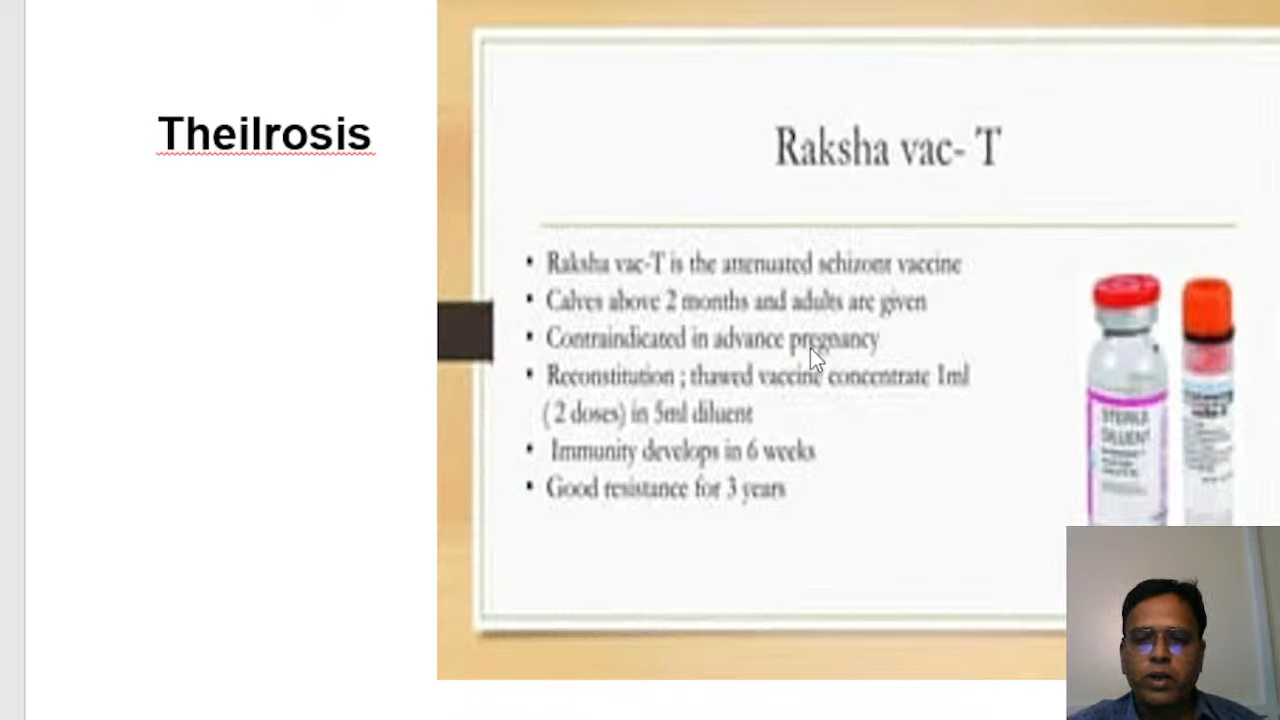 Theilrosis
Raksha vac- T
• Raksha vac-T is the attenuated schizont vaccine
• Calves above 2 months and adults are given
• Contraindicated in advance pregnancy
• Reconstitution ; thawed vaccine concentrate 1ml
( 2 doses) in 5ml diluent
• Immunity develops in 6 weeks
• Good resistance for 3 years
STERILE
DILUENT